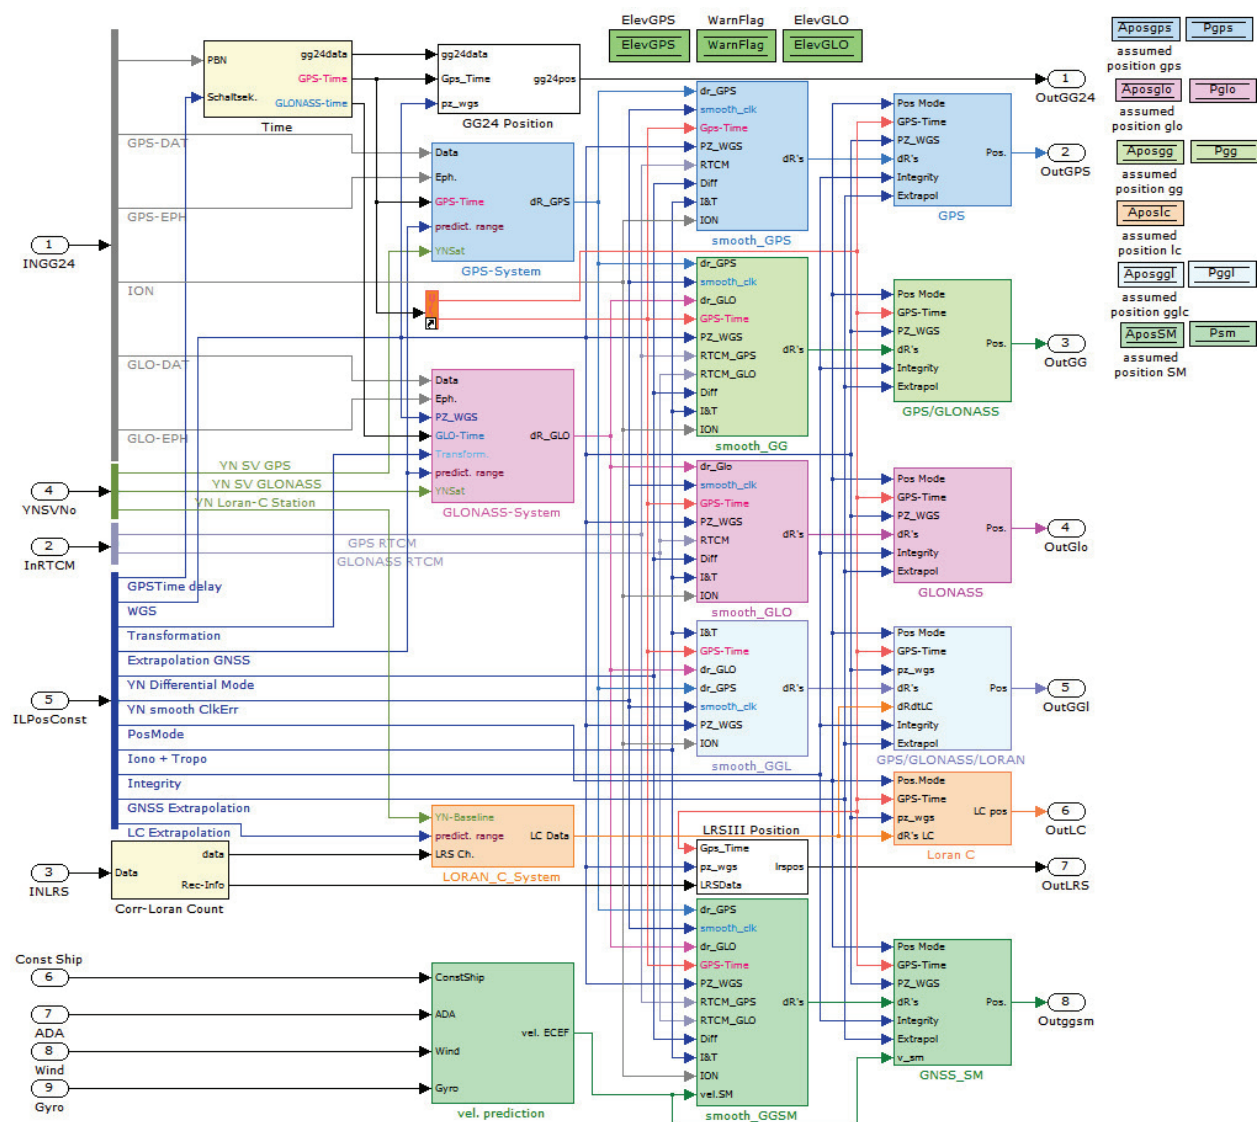 ElevGPS
WarnFlag
ElevGLO
ElevGPS
WarnFlag
ElevGLO
Aposgps
Pgps
assumed
position gps
Aposglo
Pglo
assumed
position glo
Aposgg
Pgg
assumed
position gg
Aposlc
assumed
position lc
Aposggl
Pggl
assumed
position gglc
AposSM
Psm
assumed
position SM
PBN
Schaltsek.
gg24data
GPS-Time
GLONASS-time
Time
gg24data
Gps_Time
pz_wgs
gg24pos
GG24 Position
1
OutGG24
GPS-DAT
GPS-EPH
ION
GLO-DAT
GLO-EPH
1
INGG24
Data
Eph.
GPS-Time
predict. range
YNSat
dR_GPS
GPS-System
dr_GPS
smooth_clk
Gps-Time
PZ_WGS
RTCM
Diff
I&T
ION
dR's
smooth_GPS
Pos Mode
GPS-Time
PZ_WGS
dR's
Integrity
Extrapol
Pos.
GPS
2
OutGPS
dr_GPS
smooth_clk
dr_GLO
GPS-Time
PZ_WGS
RTCM_GPS
RTCM_GLO
Diff
I&T
ION
dR's
smooth_GG
Pos Mode
GPS-Time
PZ_WGS
dR's
Integrity
Extrapol
Pos.
GPS/GLONASS
3
OutGG
Data
Eph.
PZ_WGS
GLO-Time
Transform.
predict. range
YNSat
dR_GLO
GLONASS-System
YN SV GPS
YN SV GLONASS
YN Loran-C Station
4
YNSVNo
GPS RTCM
GLONASS RTCM
2
InRTCM
dr_Glo
smooth_clk
GPS-Time
PZ_WGS
RTCM
Diff
I&T
ION
dR's
smooth_GLO
Pos Mode
GPS-Time
PZ_WGS
dR's
Integrity
Extrapol
Pos.
GLONASS
4
OutGlo
GPSTime delay
WGS
Transformation
Extrapolation GNSS
YN Differential Mode
YN smooth ClkErr
PosMode
Iono + Tropo
Integrity
GNSS Extrapolation
LC Extrapolation
5
ILPosConst
I&T
GPS-Time
dr_GLO
dr_GPS
smooth_clk
PZ_WGS
ION
dR's
smooth_GGL
Pos Mode
GPS-Time
pz_wgs
dR's
dRdtLC
Integrity
Extrapol
Pos
GPS/GLONASS/LORAN
5
OutGGl
YN-Baseline
predict. range
LRS Ch.
LC Data
LORAN_C_System
Pos.Mode
GPS-Time
pz_wgs
dR's LC
LC pos
Loran C
6
OutLC
3
INLRS
Data
data
Rec-Info
Corr-Loran Count
LRSIII Position
Gps_Time
pz_wgs
LRSData
lrspos
7
OutLRS
Const Ship
6
7
ADA
8
Wind
9
Gyro
ConstShip
ADA
Wind
Gyro
vel. ECEF
vel. prediction
dr_GPS
smooth_clk
dr_GLO
GPS-Time
PZ_WGS
RTCM_GPS
RTCM_GLO
Diff
I&T
ION
vel.SM
dR's
smooth_GGSM
Pos Mode
GPS-Time
PZ_WGS
dR's
Integrity
Extrapol
v_sm
Pos.
GNSS_SM
8
Outggsm